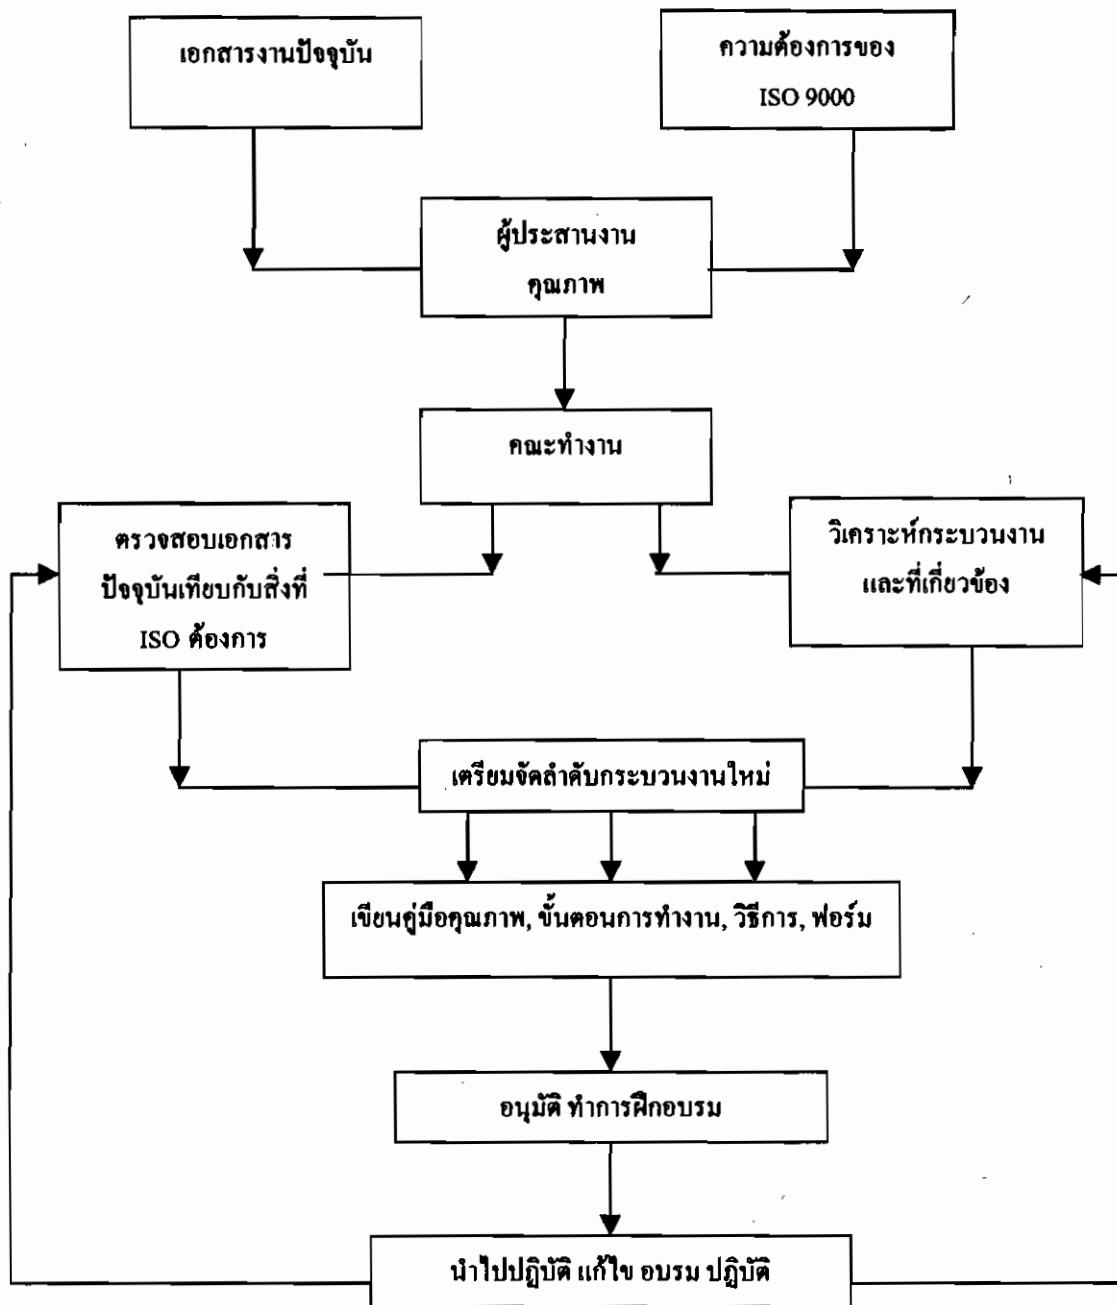 เอกสารงานปัจจุบัน
ความต้องการของ
ISO 9000
ผู้ประสานงาน
คุณภาพ
คณะทำงาน
ตรวจสอบเอกสาร
ปัจจุบันเทียบกับสิ่งที่
ISO ต้องการ
วิเคราะห์กระบวนงาน
และที่เกี่ยวข้อง
เตรียมจัดลำดับกระบวนงานใหม่
เขียนคู่มือคุณภาพ, ขั้นตอนการทำงาน, วิธีการ, ฟอร์ม
อนุมัติ ทำการฝึกอบรม
นำไปปฏิบัติ แก้ไข อบรม ปฏิบัติ